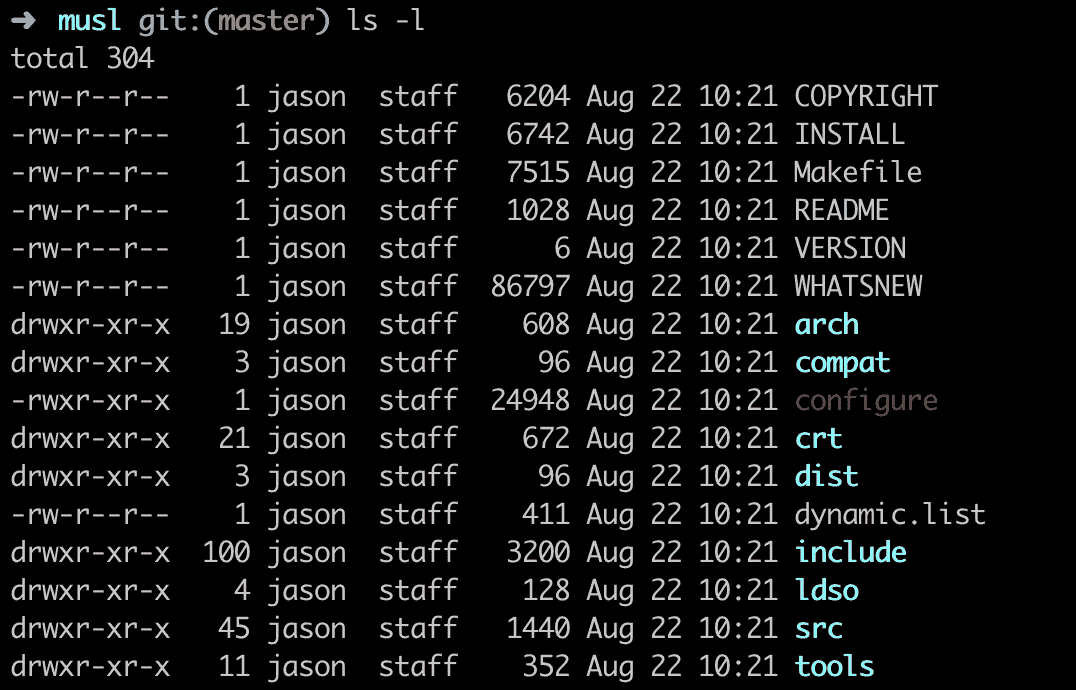 ➜  musl git:(master) ls -l
total 304
-rw-r--r--    1 jason  staff   6204 Aug 22 10:21 COPYRIGHT
-rw-r--r--    1 jason  staff   6742 Aug 22 10:21 INSTALL
-rw-r--r--    1 jason  staff   7515 Aug 22 10:21 Makefile
-rw-r--r--    1 jason  staff   1028 Aug 22 10:21 README
-rw-r--r--    1 jason  staff      6 Aug 22 10:21 VERSION
-rw-r--r--    1 jason  staff  86797 Aug 22 10:21 WHATSNEW
drwxr-xr-x   19 jason  staff    608 Aug 22 10:21 arch
drwxr-xr-x    3 jason  staff     96 Aug 22 10:21 compat
-rwxr-xr-x    1 jason  staff  24948 Aug 22 10:21 configure
drwxr-xr-x   21 jason  staff    672 Aug 22 10:21 crt
drwxr-xr-x    3 jason  staff     96 Aug 22 10:21 dist
-rw-r--r--    1 jason  staff    411 Aug 22 10:21 dynamic.list
drwxr-xr-x  100 jason  staff   3200 Aug 22 10:21 include
drwxr-xr-x    4 jason  staff    128 Aug 22 10:21 ldso
drwxr-xr-x   45 jason  staff   1440 Aug 22 10:21 src
drwxr-xr-x   11 jason  staff    352 Aug 22 10:21 tools